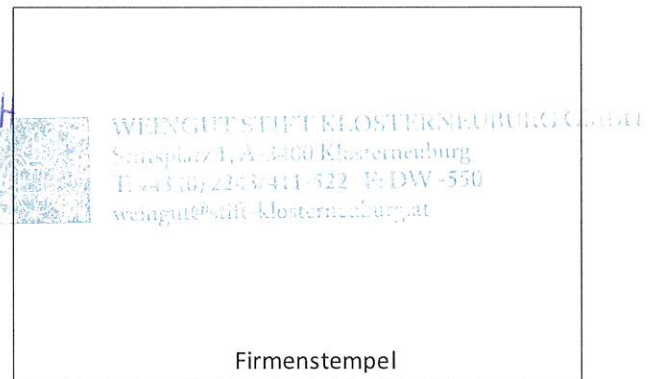 H
WEINGUT STIFT KLOSTERNEUBURG GMBH
Stiftsplatz 1, A-3400 Klosterneuburg
T: +43 (0) 2243/411-522 F: DW -550
weingut@stift-klosterneuburg.at
Firmenstempel